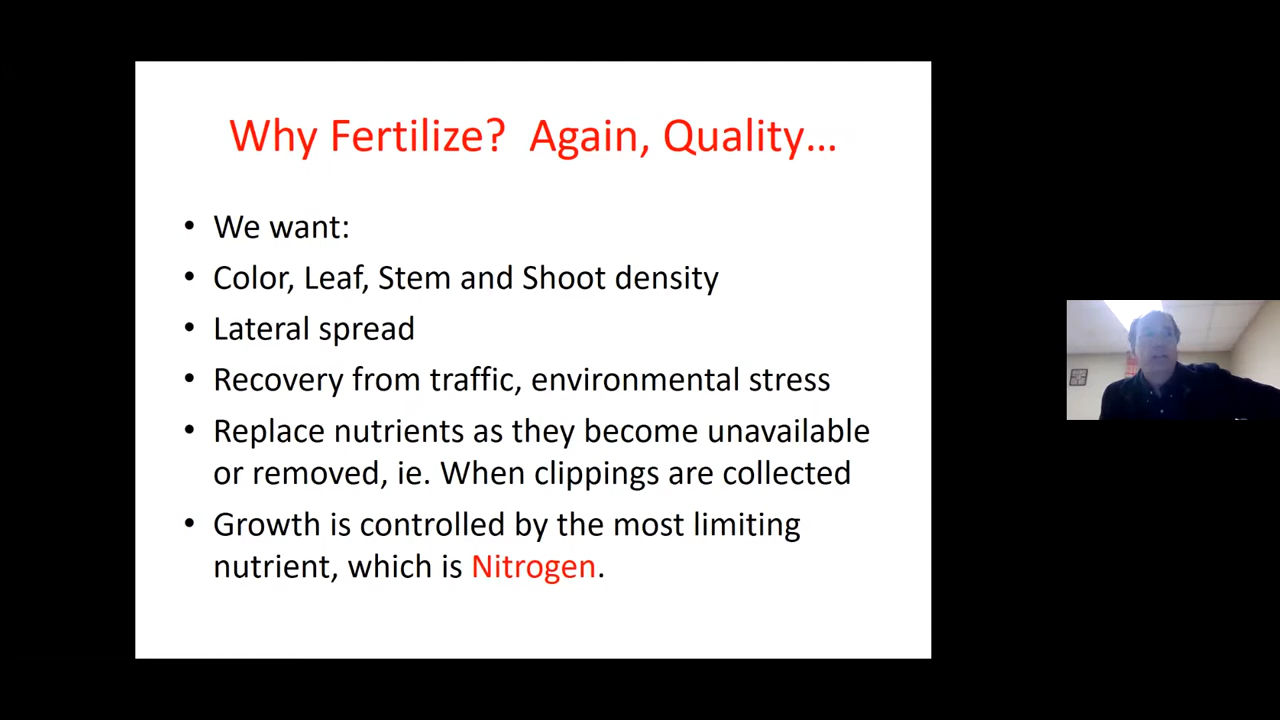 Why Fertilize?  Again, Quality...
• We want:
• Color, Leaf, Stem and Shoot density
• Lateral spread
• Recovery from traffic, environmental stress
• Replace nutrients as they become unavailable
or removed, ie. When clippings are collected
• Growth is controlled by the most limiting
nutrient, which is Nitrogen.